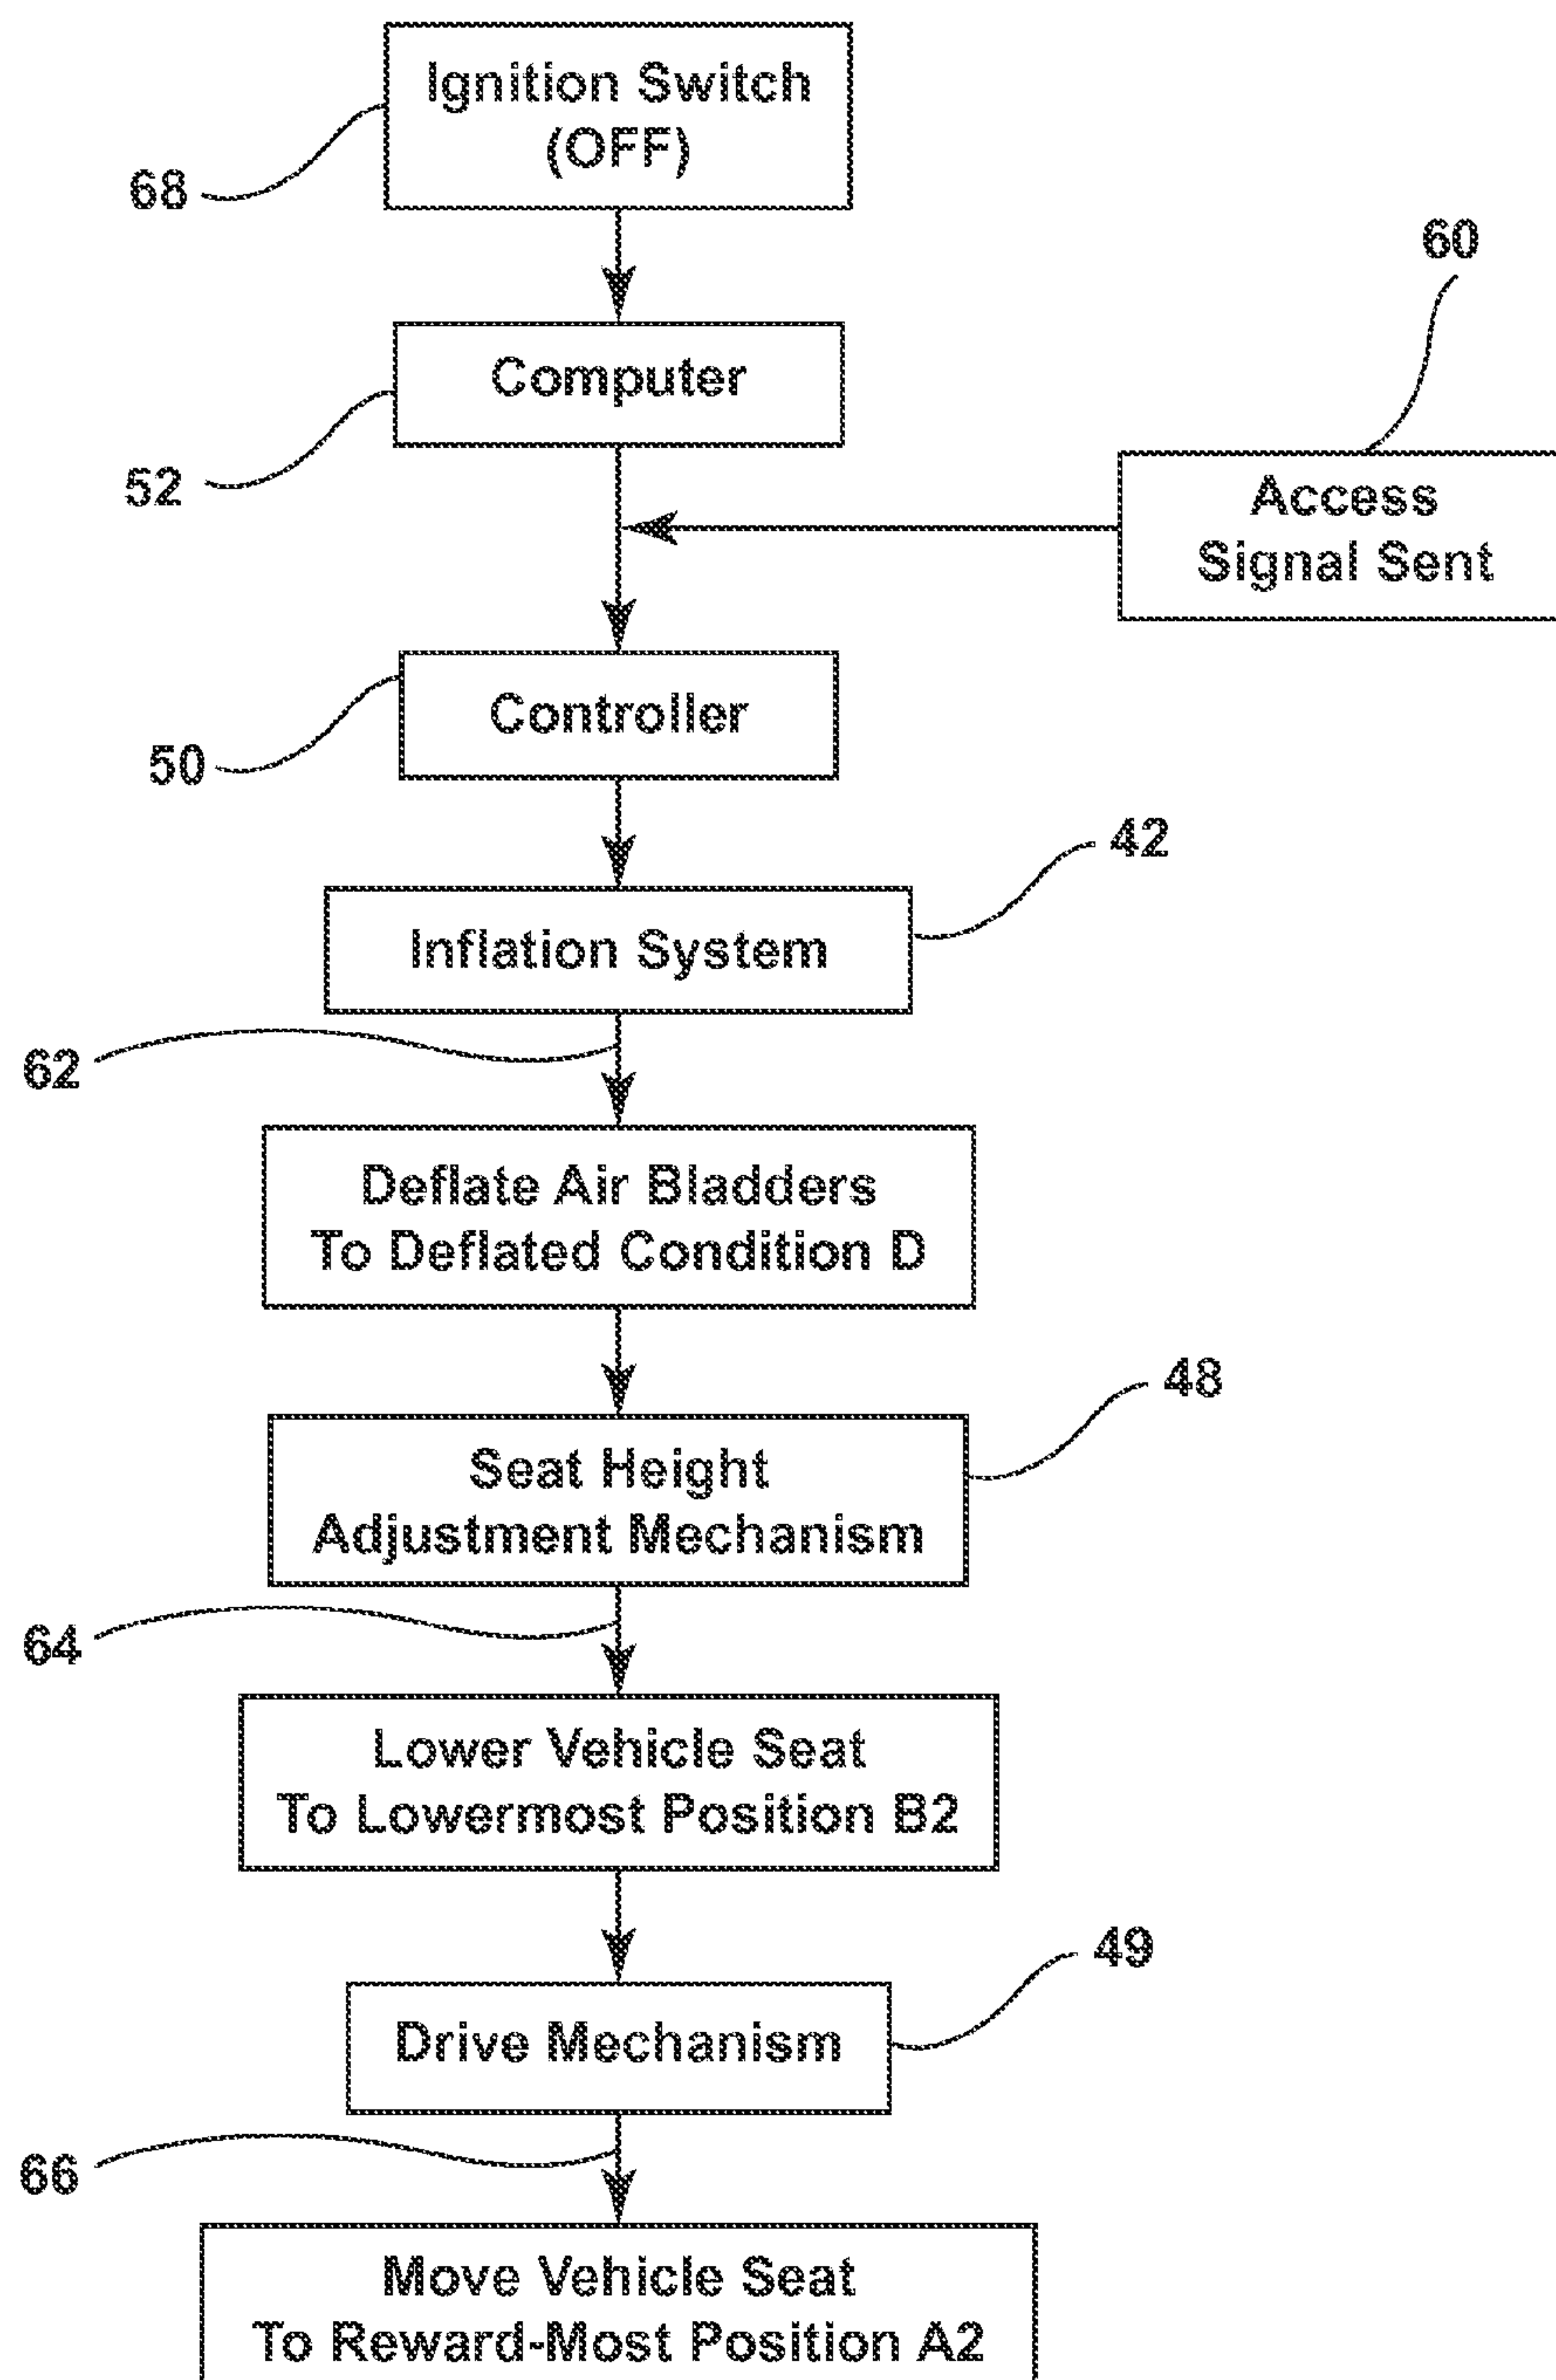 Ignition Switch
(OFF)
68
60
Computer
52
Access
Signal Sent
Controller
50
42
Inflation System
62
Deflate Air Bladders
To Deflated Condition D
48
Seat Height
Adjustment Mechanism
64
Lower Vehicle Seat
To Lowermost Position B2
49
Drive Mechanism
66
Move Vehicle Seat
To Reward-Most Position A2